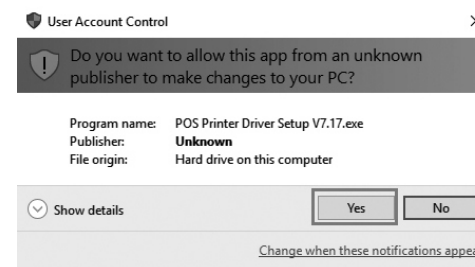 User Account Control
Do you want to allow this app from an unknown
publisher to make changes to your PC?
Program name: POS Printer Driver Setup V7.17.exe
Publisher: Unknown
File origin: Hard drive on this computer
Show details
Yes No
Change when these notifications appea